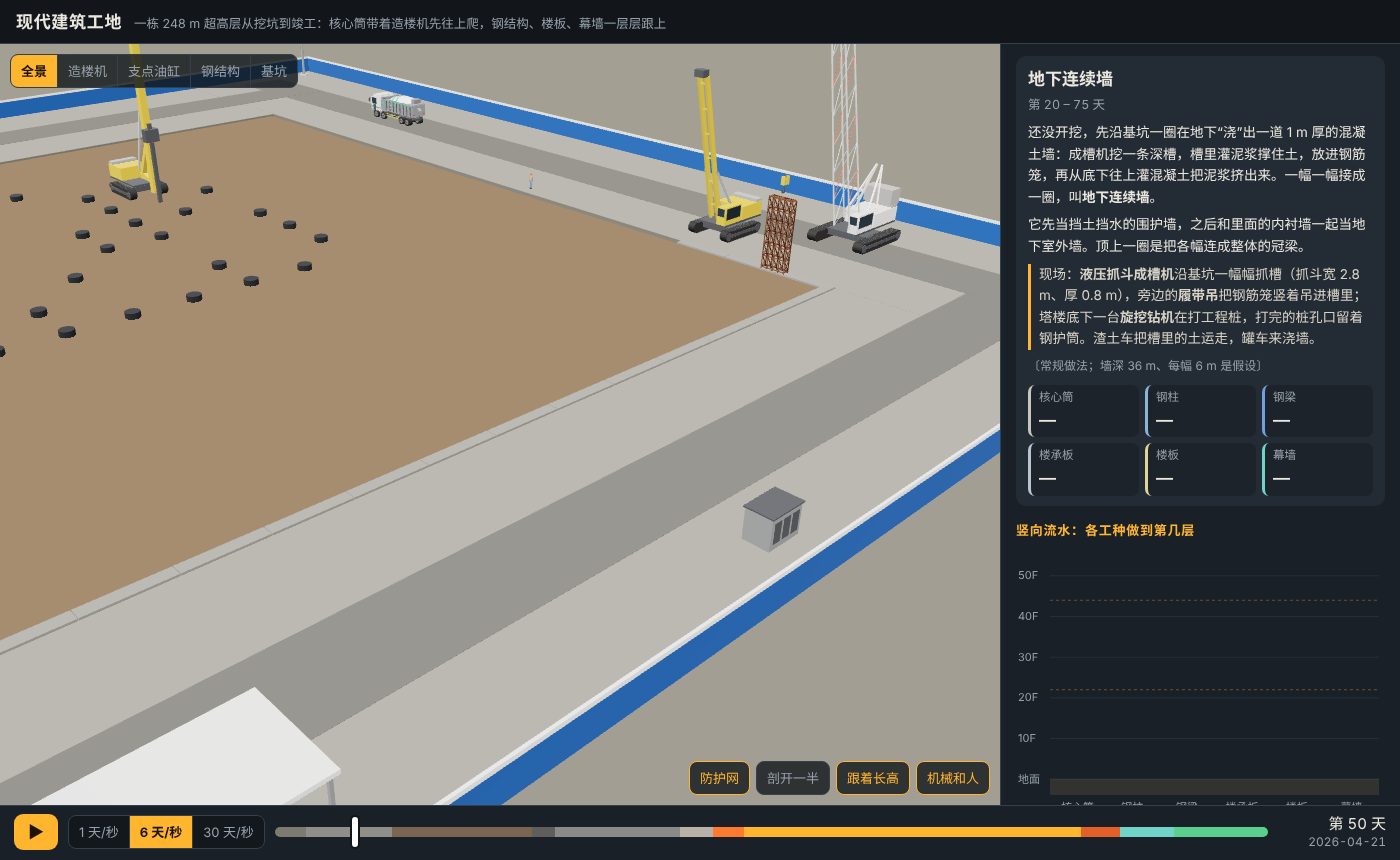 现代建筑工地 一栋 248 m 超高层从挖坑到竣工：核心筒带着造楼机先往上爬，钢结构、楼板、幕墙一层层跟上
全景 造楼机 支点油缸 钢结构 基坑
地下连续墙
第 20 – 75 天
还没开挖，先沿基坑一圈在地下“浇”出一道 1 m 厚的混凝
土墙：成槽机挖一条深槽，槽里灌泥浆撑住土，放进钢筋
笼，再从底下往上灌混凝土把泥浆挤出来。一幅一幅接成
一圈，叫地下连续墙。
它先当挡土挡水的围护墙，之后和里面的内衬墙一起当地
下室外墙。顶上一圈是把各幅连成整体的冠梁。
现场：液压抓斗成槽机沿基坑一幅幅抓槽（抓斗宽 2.8
m、厚 0.8 m），旁边的履带吊把钢筋笼竖着吊进槽里；
塔楼底下一台旋挖钻机在打工程桩，打完的桩孔口留着
钢护筒。渣土车把槽里的土运走，罐车来浇墙。
〔常规做法；墙深 36 m、每幅 6 m 是假设〕
核心筒 钢柱 钢梁
— — —
楼承板 楼板 幕墙
— — —
竖向流水：各工种做到第几层
50F
40F
30F
20F
10F
地面
核心筒 钢柱 钢梁 楼承板 楼板 幕墙
防护网 剖开一半 跟着长高 机械和人
1 天/秒 6 天/秒 30 天/秒
第 50 天
2026-04-21